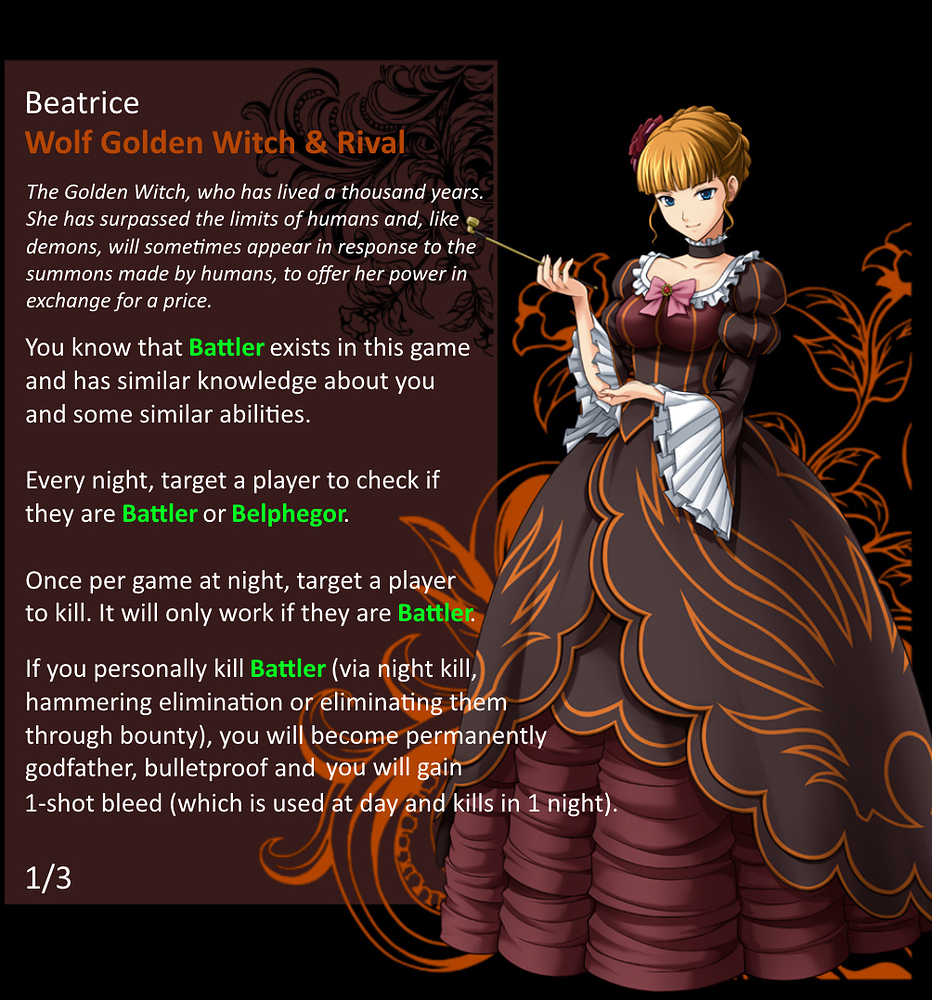 Beatrice
Wolf Golden Witch & Rival
The Golden Witch, who has lived a thousand years.
She has surpassed the limits of humans and, like
demons, will sometimes appear in response to the
summons made by humans, to offer her power in
exchange for a price.
You know that Battler exists in this game
and has similar knowledge about you
and some similar abilities.
Every night, target a player to check if
they are Battler or Belphegor.
Once per game at night, target a player
to kill. It will only work if they are Battler.
If you personally kill Battler (via night kill,
hammering elimination or eliminating them
through bounty), you will become permanently
godfather, bulletproof and you will gain
1-shot bleed (which is used at day and kills in 1 night).
1/3